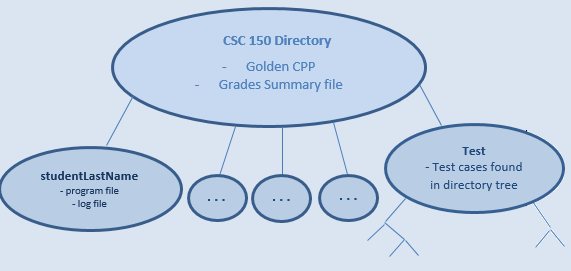 CSC 150 Directory
- Golden CPP
- Grades Summary file
studentLastName
- program file
- log file
...
...
...
Test
- Test cases found
in directory tree